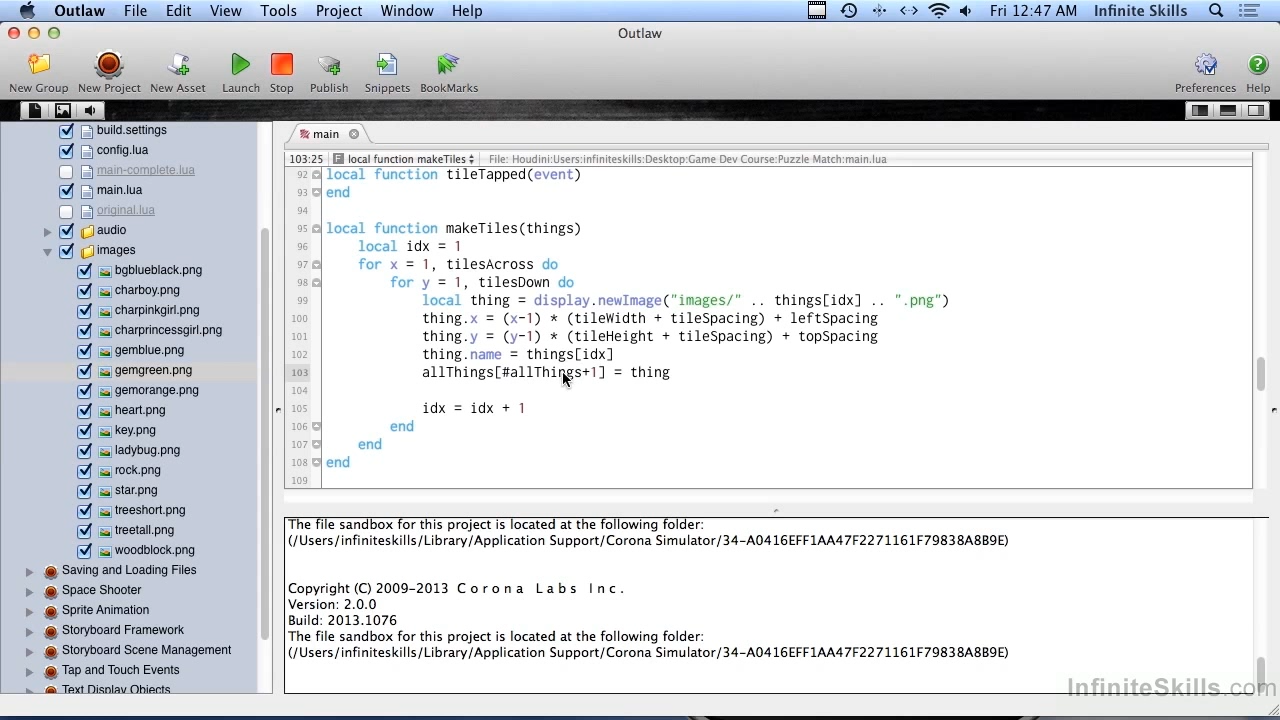 Outlaw File Edit View Tools Project Window Help Fri 12:47 AM Infinite Skills
Outlaw
New Group New Project New Asset Launch Stop Publish Snippets BookMarks Preferences Help
build.settings
config.lua
main-complete.lua
main.lua
original.lua
audio
images
bgblueblack.png
charboy.png
charpinkgirl.png
charprincessgirl.png
gemblue.png
gemgreen.png
gemorange.png
heart.png
key.png
ladybug.png
rock.png
star.png
treeshort.png
treetall.png
woodblock.png
Saving and Loading Files
Space Shooter
Sprite Animation
Storyboard Framework
Storyboard Scene Management
Tap and Touch Events
Text Display Objects
main
103:25 F local function makeTiles File: Houdini:Users:infiniteskills:Desktop:Game Dev Course:Puzzle Match:main.lua
92 local function tileTapped(event)
93 end
94
95 local function makeTiles(things)
96 local idx = 1
97 for x = 1, tilesAcross do
98 for y = 1, tilesDown do
99 local thing = display.newImage("images/" .. things[idx] .. ".png")
100 thing.x = (x-1) * (tileWidth + tileSpacing) + leftSpacing
101 thing.y = (y-1) * (tileHeight + tileSpacing) + topSpacing
102 thing.name = things[idx]
103 allThings[#allThings+1] = thing
104
105 idx = idx + 1
106 end
107 end
108 end
109
The file sandbox for this project is located at the following folder:
(/Users/infiniteskills/Library/Application Support/Corona Simulator/34-A0416EFF1AA47F2271161F79838A8B9E)
Copyright (C) 2009-2013 C o r o n a L a b s I n c .
Version: 2.0.0
Build: 2013.1076
The file sandbox for this project is located at the following folder:
(/Users/infiniteskills/Library/Application Support/Corona Simulator/34-A0416EFF1AA47F2271161F79838A8B9E)
InfiniteSkills.com